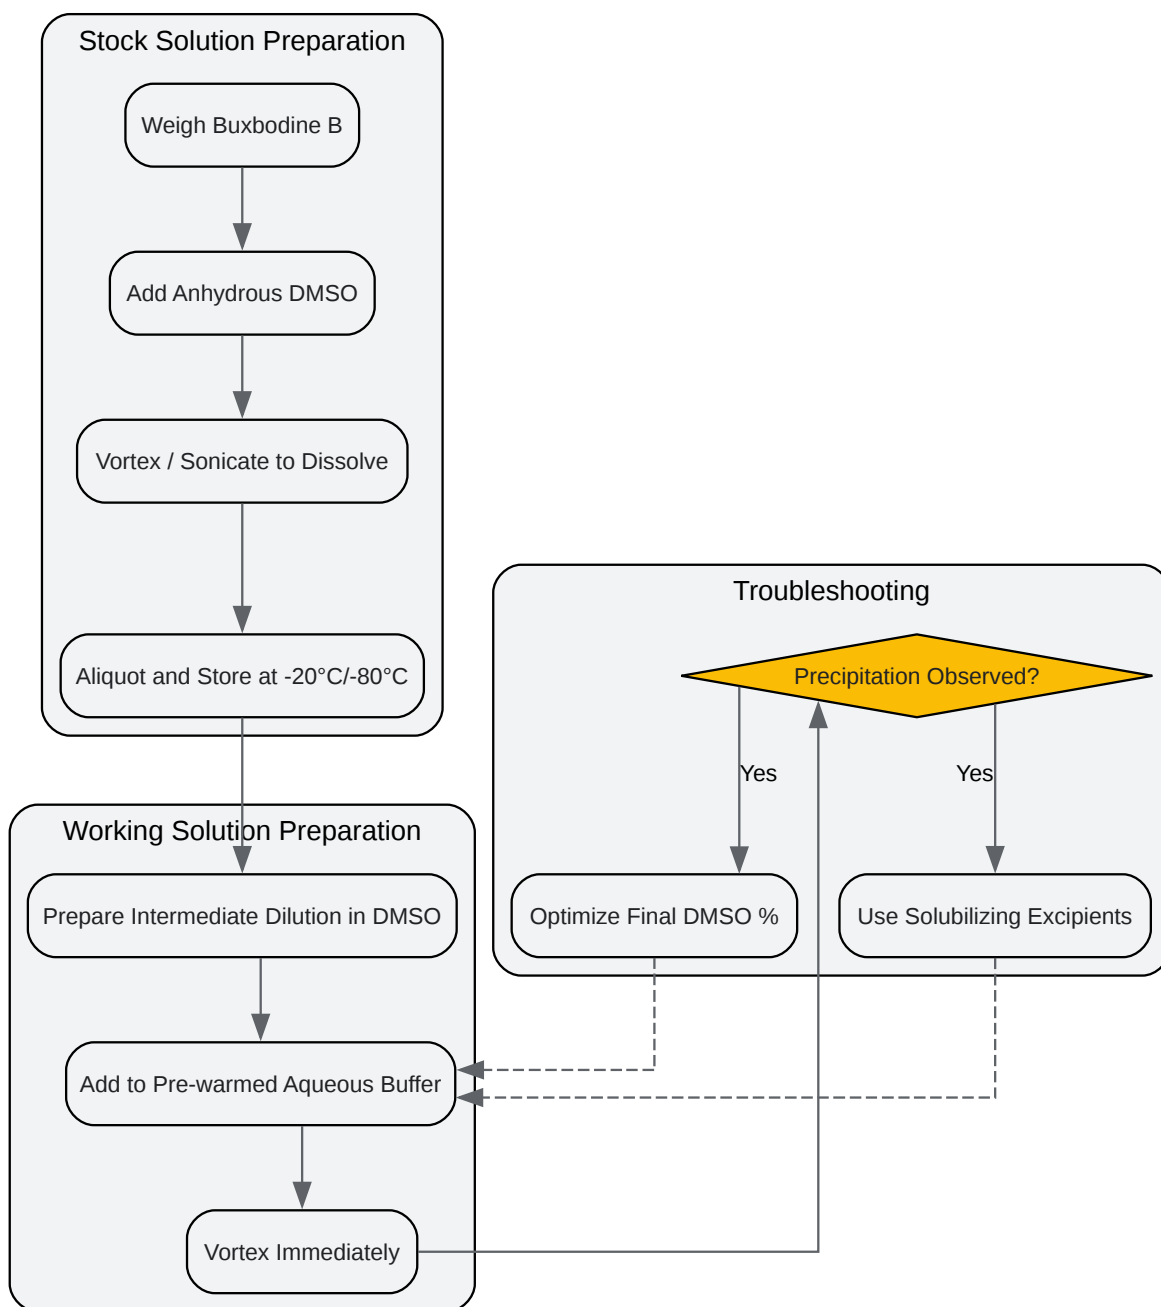 Stock Solution Preparation
Weigh Buxbodine B
Add Anhydrous DMSO
Vortex / Sonicate to Dissolve
Aliquot and Store at -20°C/-80°C
Working Solution Preparation
Prepare Intermediate Dilution in DMSO
Add to Pre-warmed Aqueous Buffer
Vortex Immediately
Troubleshooting
Precipitation Observed?
Yes
Yes
Optimize Final DMSO %
Use Solubilizing Excipients